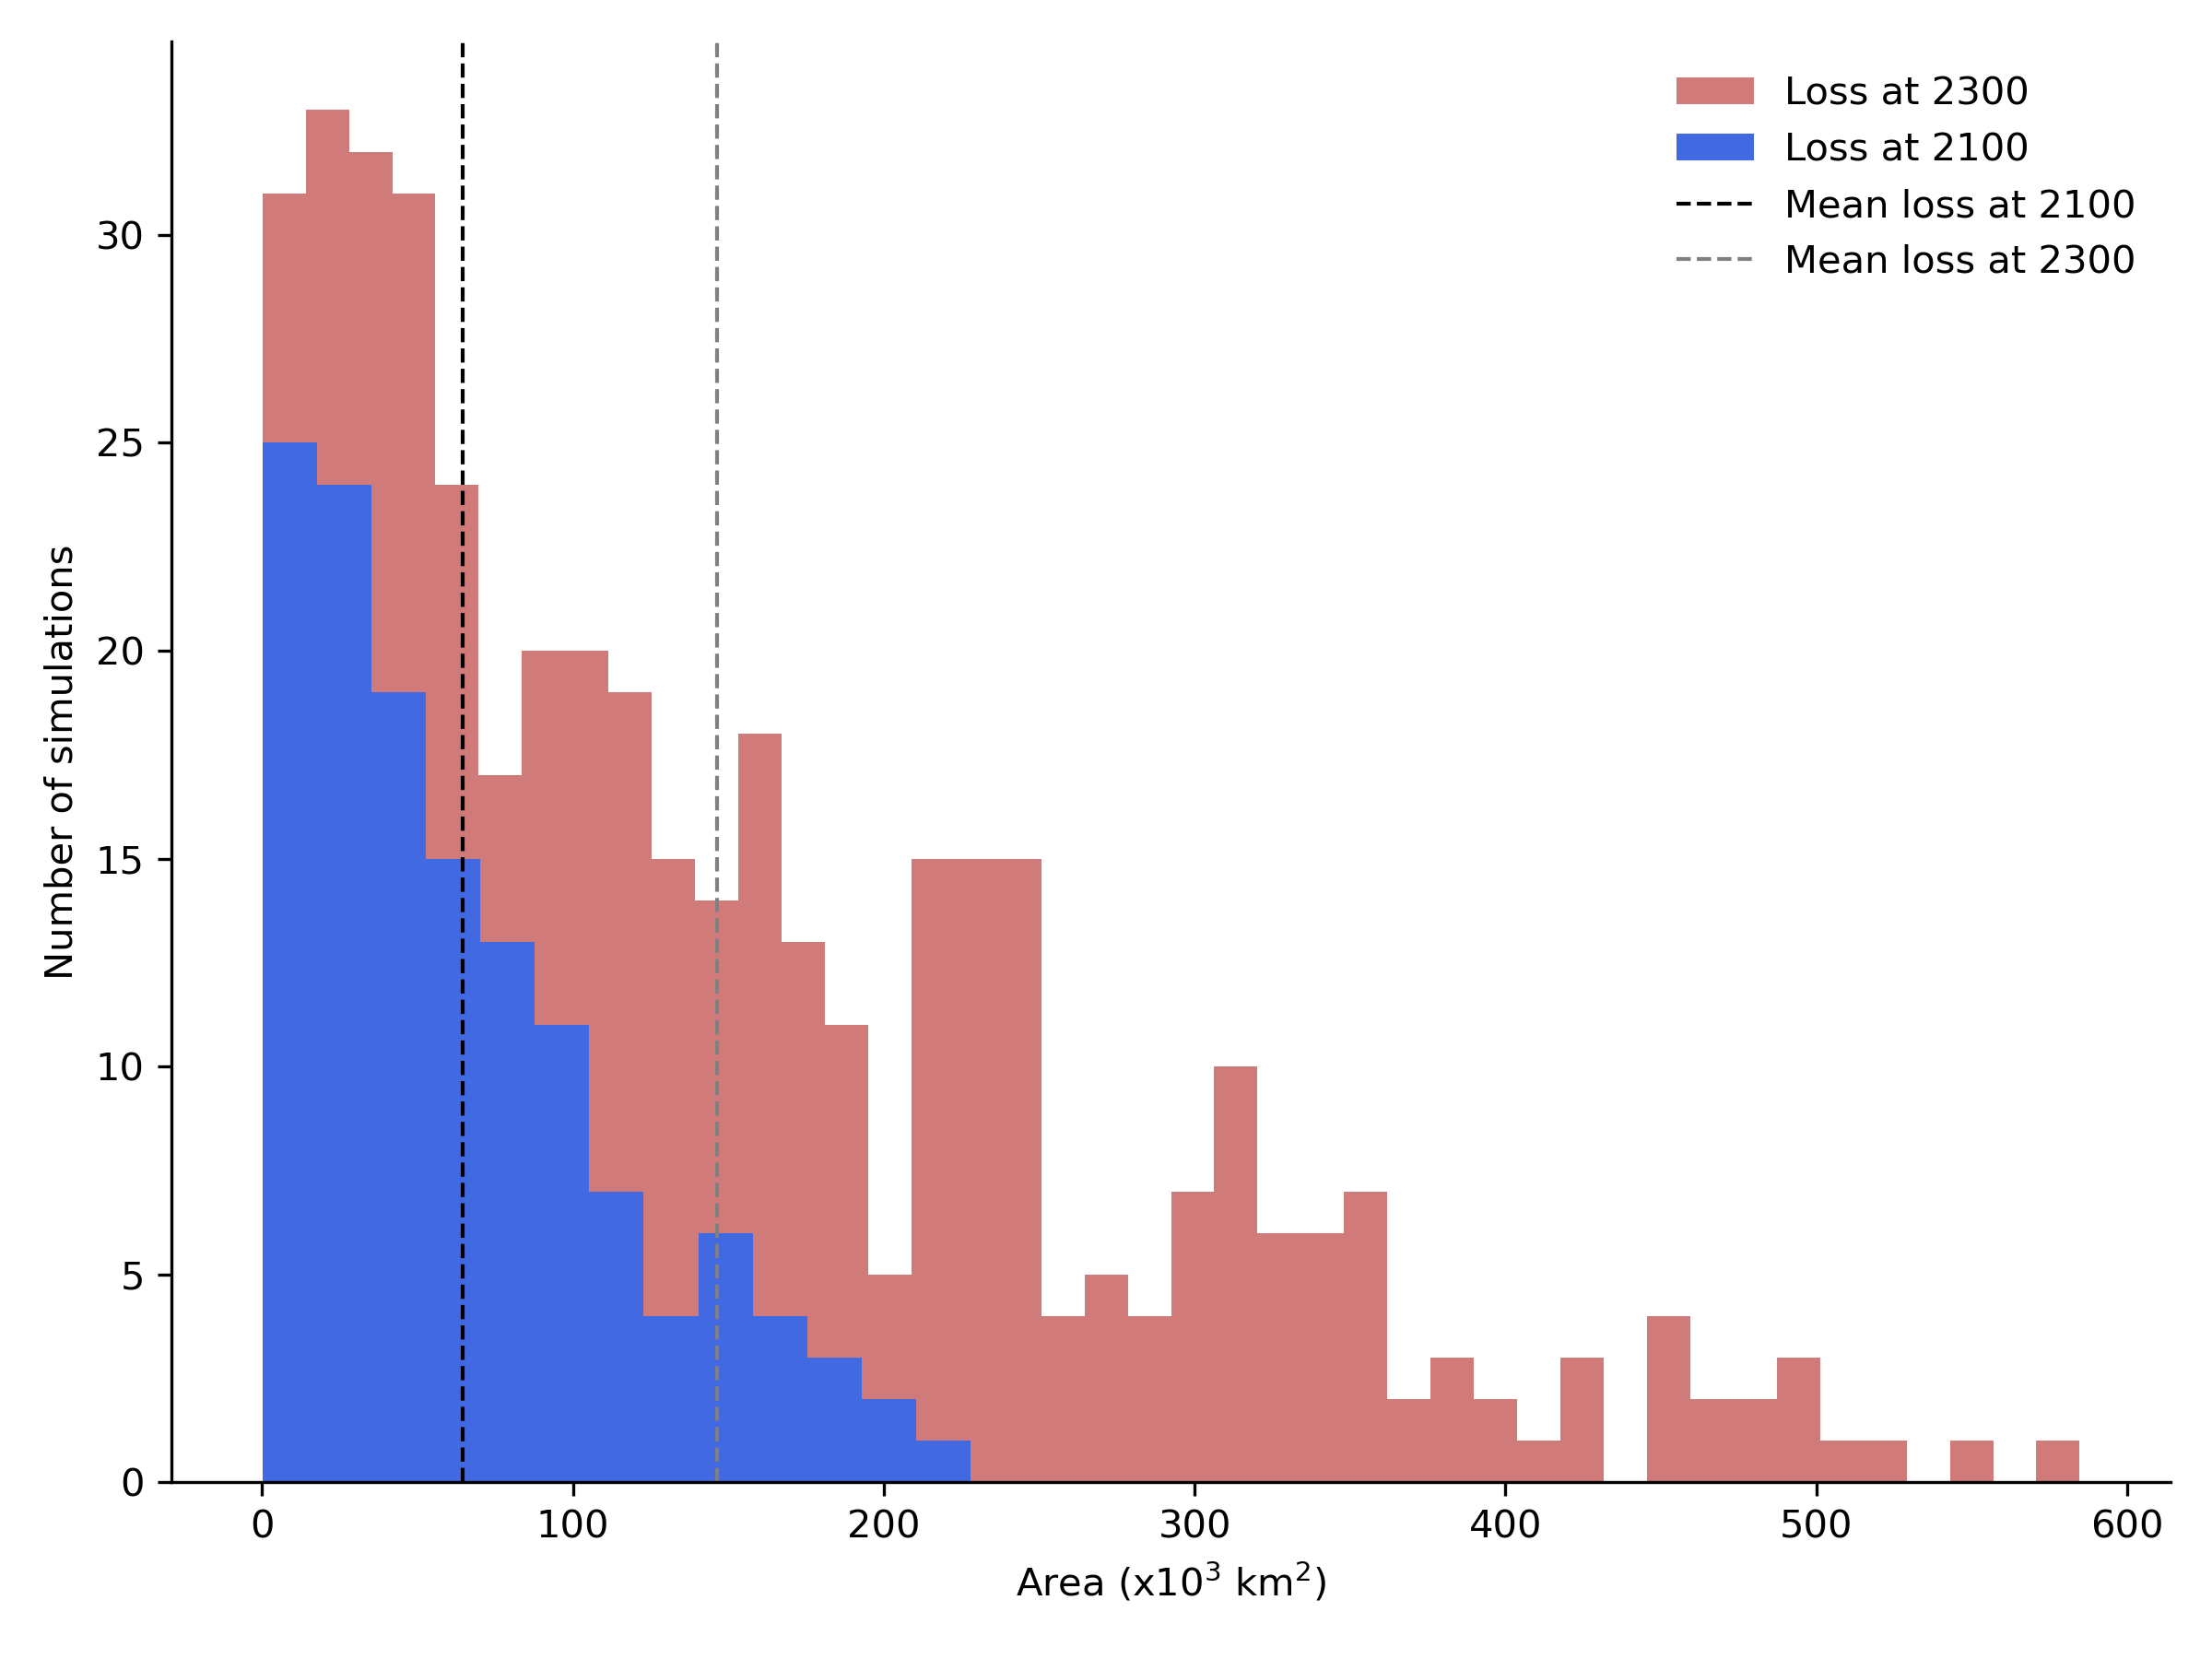 Loss at 2300
Loss at 2100
Mean loss at 2100
Mean loss at 2300
Number of simulations
30
25
20
15
10
5
0
0 100 200 300 400 500 600
Area (x10³ km²)